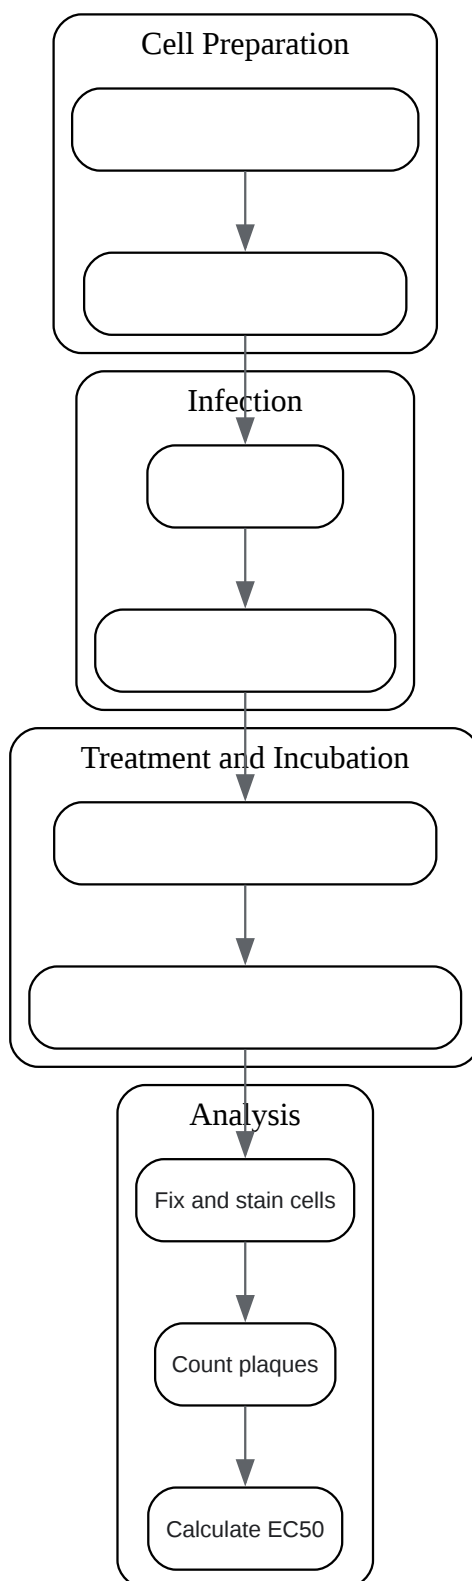 Cell Preparation
Infection
Treatment and Incubation
Analysis
Fix and stain cells
Count plaques
Calculate EC50